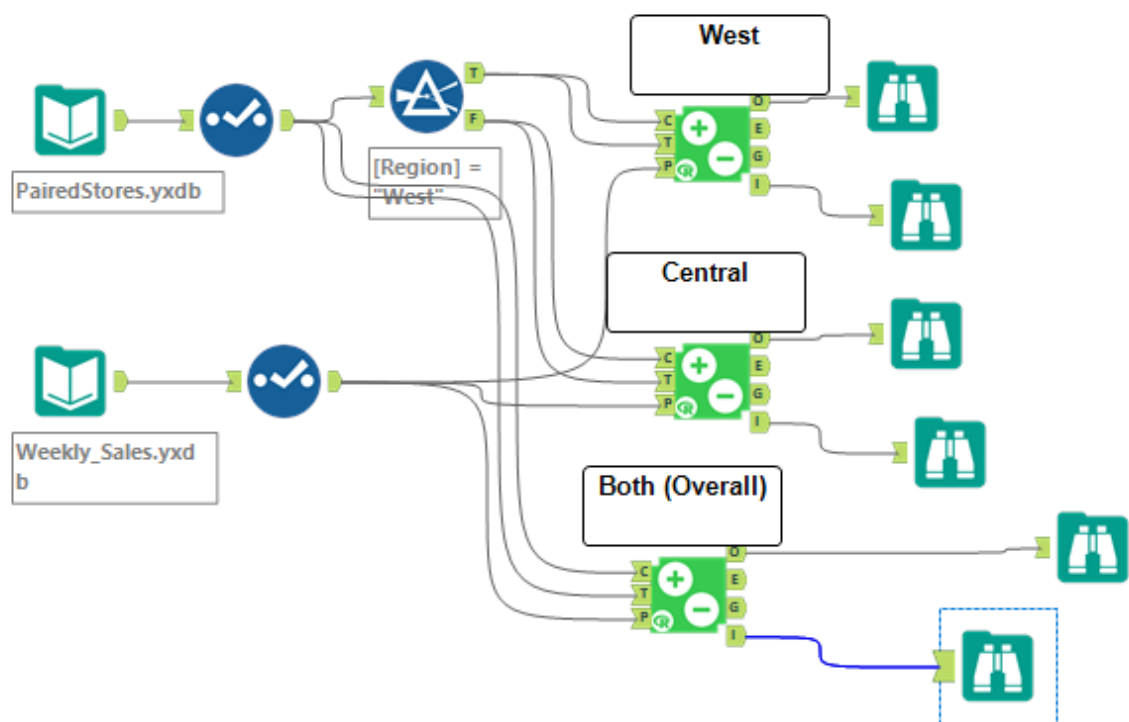 West
T
F
[Region] =
"West"
PairedStores.yxdb
C
T
P
R
O
E
G
I
Central
C
T
P
R
O
E
G
I
Weekly_Sales.yxd
b
Both (Overall)
C
T
P
R
O
E
G
I